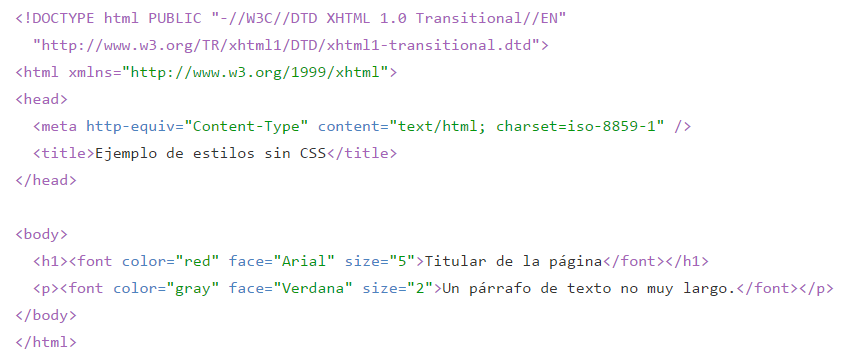 <!DOCTYPE html PUBLIC "-//W3C//DTD XHTML 1.0 Transitional//EN"
"http://www.w3.org/TR/xhtml1/DTD/xhtml1-transitional.dtd">
<html xmlns="http://www.w3.org/1999/xhtml">
<head>
<meta http-equiv="Content-Type" content="text/html; charset=iso-8859-1" />
<title>Ejemplo de estilos sin CSS</title>
</head>
<body>
<h1><font color="red" face="Arial" size="5">Titular de la página</font></h1>
<p><font color="gray" face="Verdana" size="2">Un párrafo de texto no muy largo.</font></p>
</body>
</html>